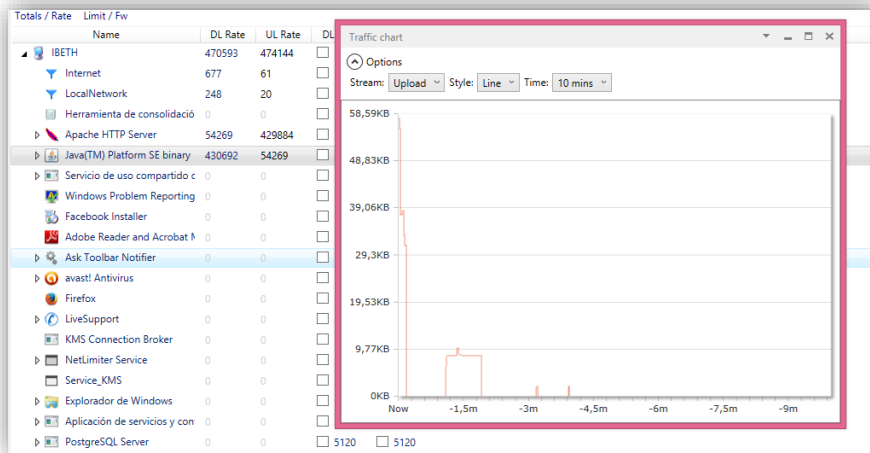 Totals / Rate Limit / Fw
Name DL Rate UL Rate DL
IBETH 470593 474144
Internet 677 61
LocalNetwork 248 20
Herramienta de consolidació 0 0
Apache HTTP Server 54269 429884
Java(TM) Platform SE binary 430692 54269
Servicio de uso compartido c 0 0
Windows Problem Reporting 0 0
Facebook Installer 0 0
Adobe Reader and Acrobat M 0 0
Ask Toolbar Notifier 0 0
avast! Antivirus 0 0
Firefox 0 0
LiveSupport 0 0
KMS Connection Broker 0 0
NetLimiter Service 0 0
Service_KMS 0 0
Explorador de Windows 0 0
Aplicación de servicios y con 0 0
PostgreSQL Server 0 0 5120 5120
Traffic chart
Options
Stream: Upload Style: Line Time: 10 mins
58,59KB
48,83KB
39,06KB
29,3KB
19,53KB
9,77KB
0KB
Now -1,5m -3m -4,5m -6m -7,5m -9m